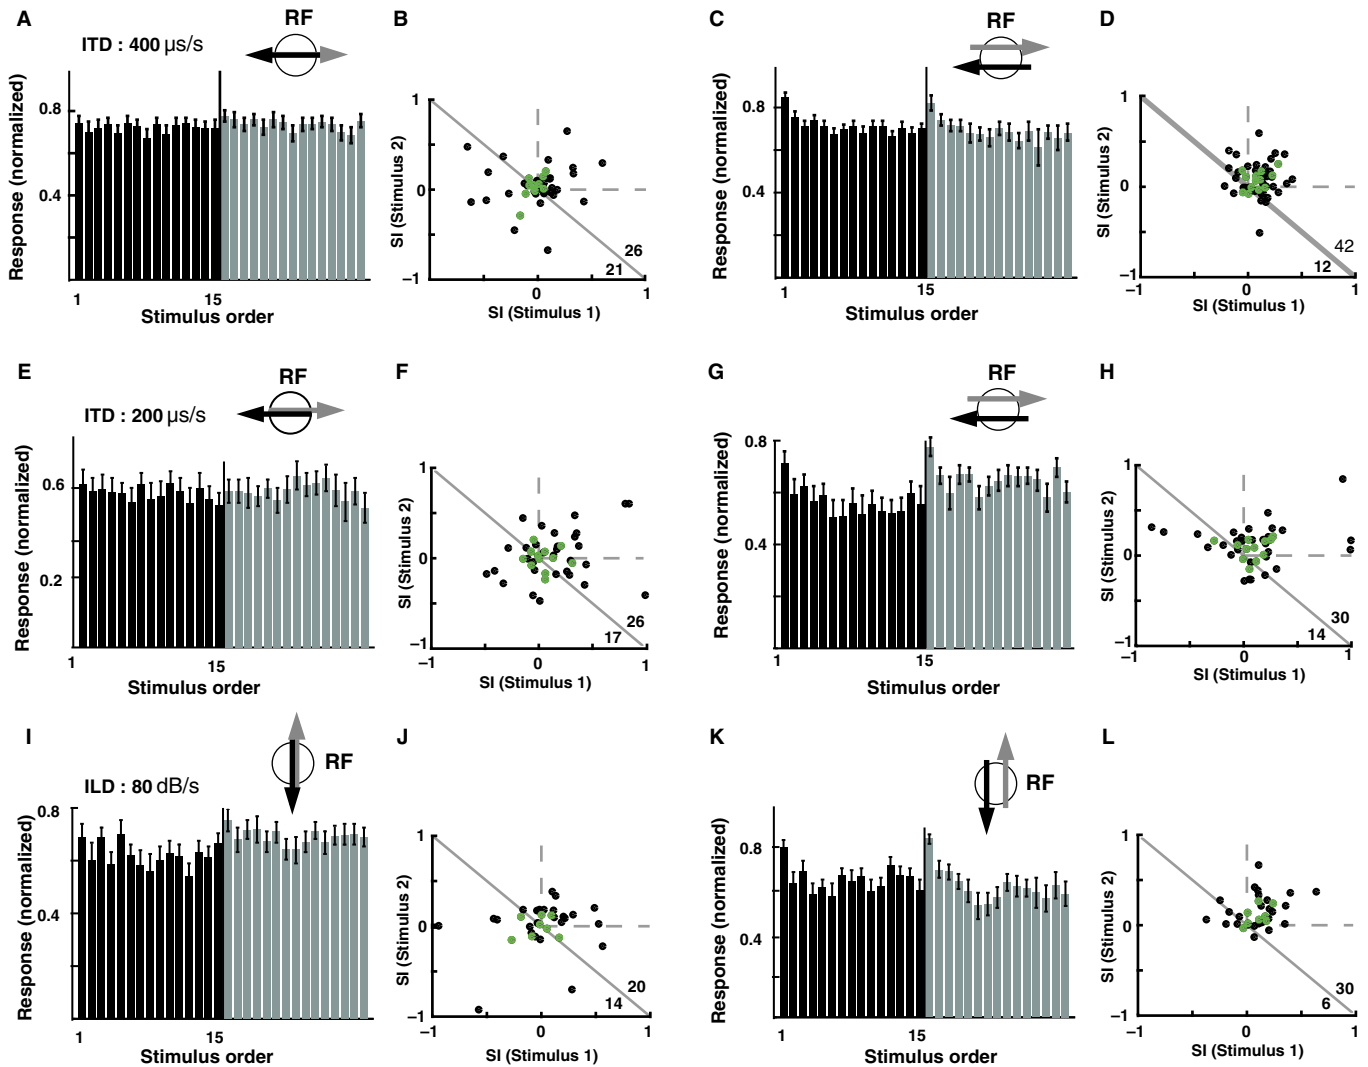 A
ITD : 400 µs/s
RF
Response (normalized)
0.8
0.4
1
15
Stimulus order
B
SI (Stimulus 2)
1
0
−1
26
21
0
1
SI (Stimulus 1)
C
RF
Response (normalized)
0.8
0.4
1
15
Stimulus order
D
SI (Stimulus 2)
1
0
−1
42
12
−1
0
1
SI (Stimulus 1)
E
ITD : 200 µs/s
RF
Response (normalized)
0.6
0.2
1
15
Stimulus order
F
SI (Stimulus 2)
1
0
−1
26
17
−1
0
1
SI (Stimulus 1)
G
RF
Response (normalized)
0.8
0.4
1
15
Stimulus order
H
SI (Stimulus 2)
1
0
−1
30
14
−1
0
1
SI (Stimulus 1)
I
ILD : 80 dB/s
RF
Response (normalized)
0.8
0.4
1
15
Stimulus order
J
SI (Stimulus 2)
1
0
−1
20
14
−1
0
1
SI (Stimulus 1)
K
RF
Response (normalized)
0.8
0.4
1
15
Stimulus order
L
SI (Stimulus 2)
1
0
−1
30
6
−1
0
1
SI (Stimulus 1)